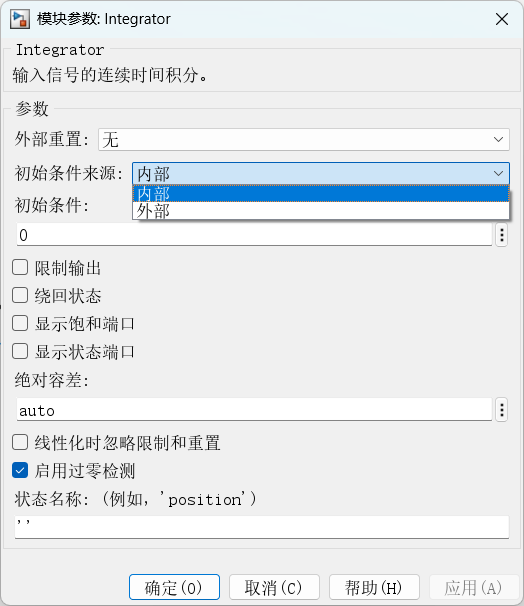 模块参数: Integrator
Integrator
输入信号的连续时间积分。
参数
外部重置: 无
初始条件来源: 内部
内部
外部
初始条件:
0
限制输出
绕回状态
显示饱和端口
显示状态端口
绝对容差:
auto
线性化时忽略限制和重置
启用过零检测
状态名称: (例如，'position')
''
确定(O) 取消(C) 帮助(H) 应用(A)